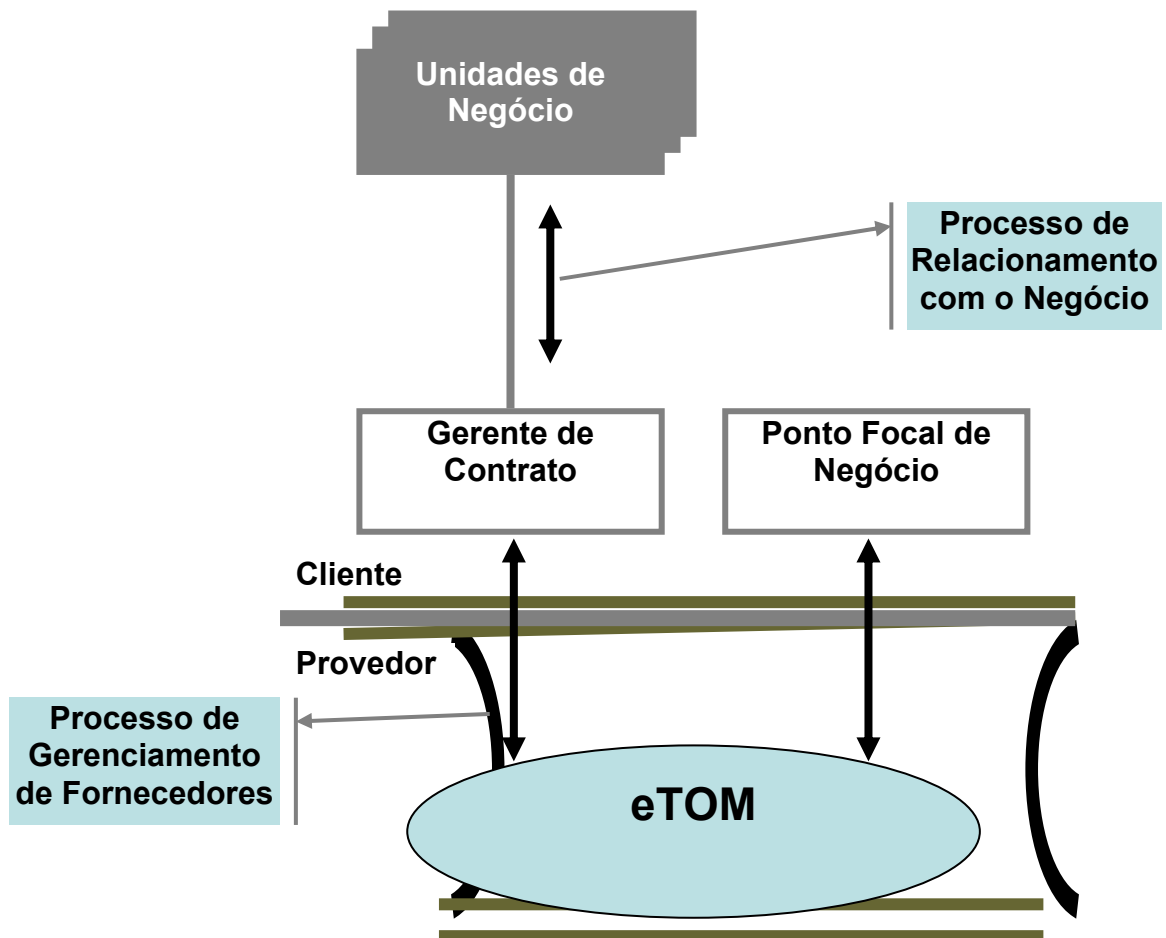 Unidades de
Negócio
Processo de
Relacionamento
com o Negócio
Gerente de
Contrato
Ponto Focal de
Negócio
Cliente
Provedor
Processo de
Gerenciamento
de Fornecedores
eTOM